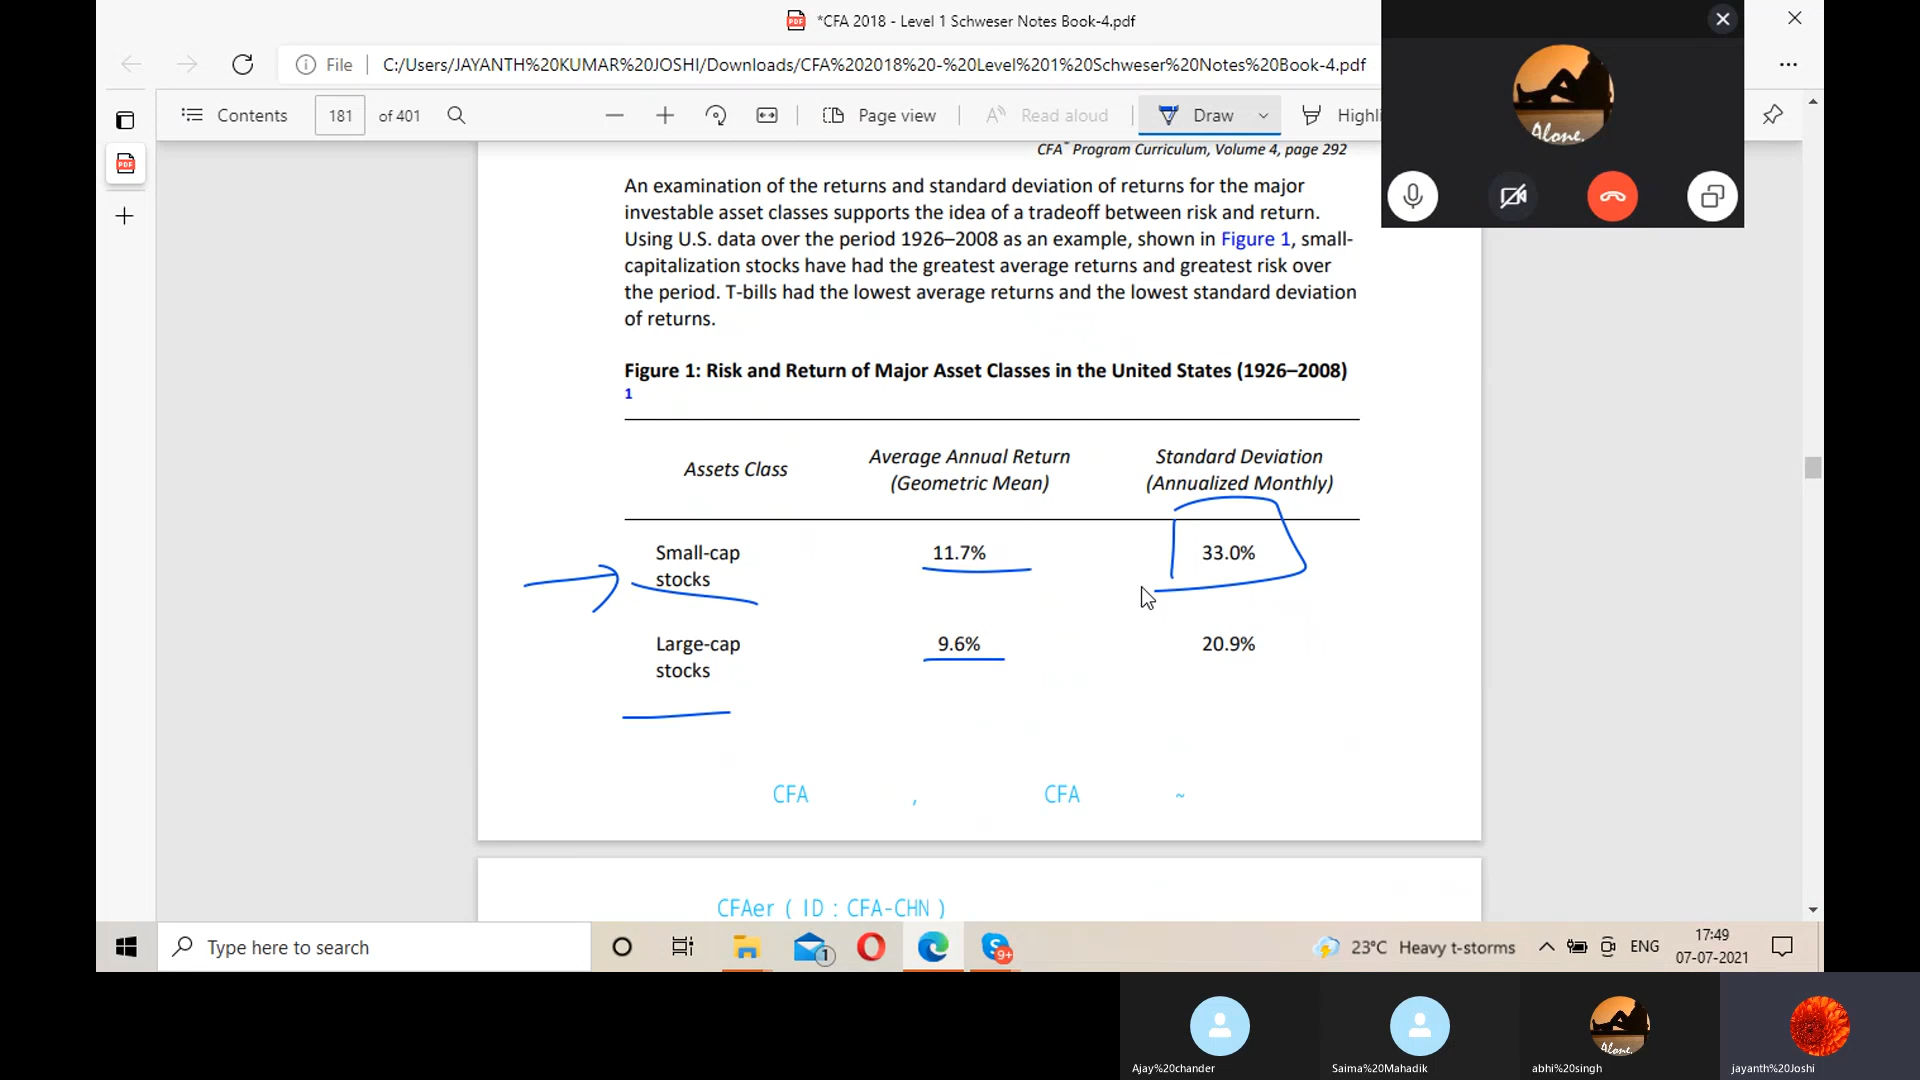 *CFA 2018 - Level 1 Schweser Notes Book-4.pdf
File
C:/Users/JAYANTH%20KUMAR%20JOSHI/Downloads/CFA%202018%20-%20Level%201%20Schweser%20Notes%20Book-4.pdf
Contents
181
of 401
Page view
Read aloud
Draw
Highli
Alone.
CFA® Program Curriculum, Volume 4, page 292
An examination of the returns and standard deviation of returns for the major
investable asset classes supports the idea of a tradeoff between risk and return.
Using U.S. data over the period 1926–2008 as an example, shown in Figure 1, small-
capitalization stocks have had the greatest average returns and greatest risk over
the period. T-bills had the lowest average returns and the lowest standard deviation
of returns.
Figure 1: Risk and Return of Major Asset Classes in the United States (1926–2008)
1
Assets Class
Average Annual Return
(Geometric Mean)
Standard Deviation
(Annualized Monthly)
Small-cap
stocks
11.7%
33.0%
Large-cap
stocks
9.6%
20.9%
CFA , CFA ~
CFAer ( ID : CFA-CHN )
Type here to search
1
9+
23°C Heavy t-storms
ENG
17:49
07-07-2021
Ajay%20chander
Saima%20Mahadik
Alone.
abhi%20singh
jayanth%20Joshi